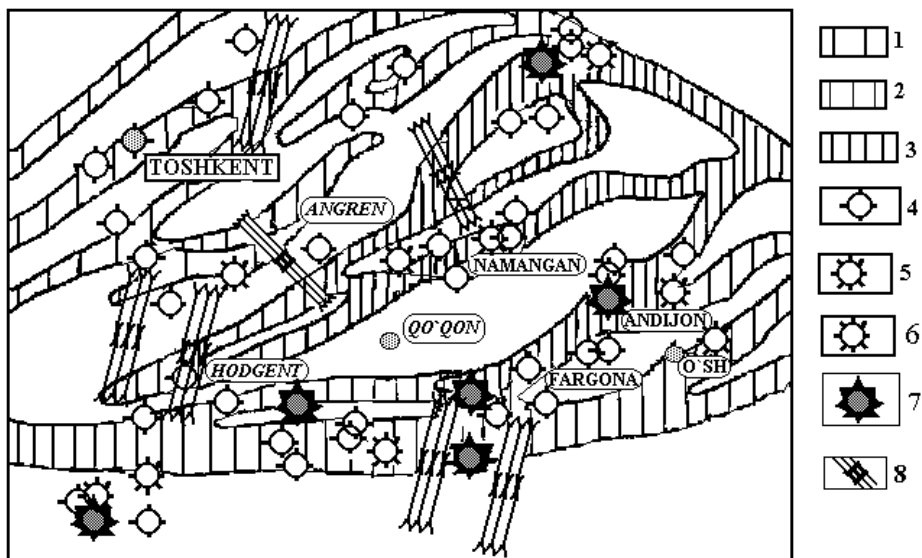 TOSHKENT
ANGREN
NAMANGAN
QO`QON
ANDIJON
HODGENT
FARGONA
O`SH
1
2
3
4
5
6
7
8